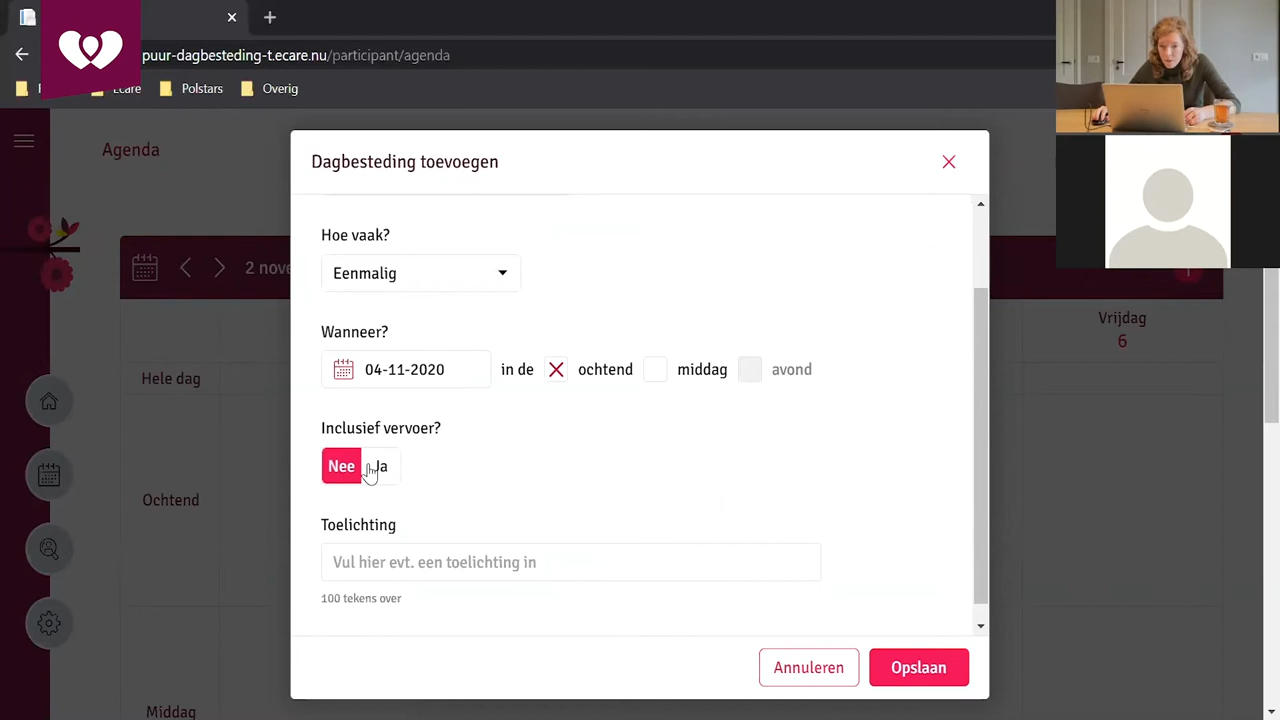 puur-dagbesteding-t.ecare.nu/participant/agenda
Ecare
Polstars
Overig
Agenda
Dagbesteding toevoegen
2 nove
Hoe vaak?
Eenmalig
Vrijdag
6
Wanneer?
04-11-2020 in de ochtend middag avond
Hele dag
Inclusief vervoer?
Nee Ja
Ochtend
Toelichting
Vul hier evt. een toelichting in
100 tekens over
Annuleren Opslaan
Middag